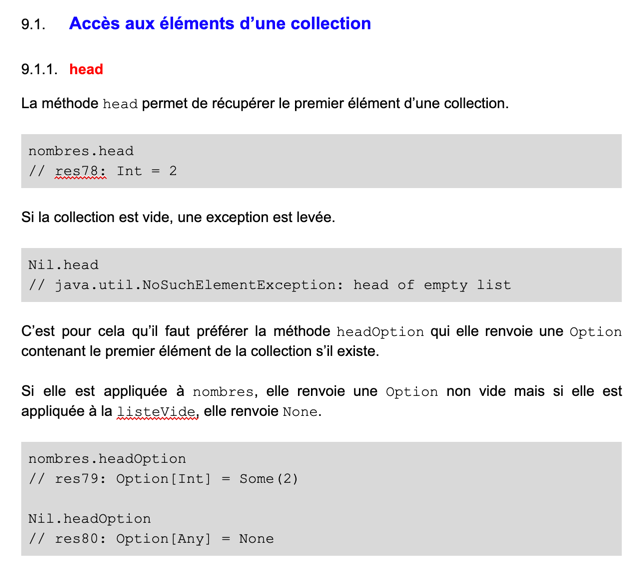 9.1. Accès aux éléments d’une collection
9.1.1. head
La méthode head permet de récupérer le premier élément d’une collection.
nombres.head
// res78: Int = 2
Si la collection est vide, une exception est levée.
Nil.head
// java.util.NoSuchElementException: head of empty list
C’est pour cela qu’il faut préférer la méthode headOption qui elle renvoie une Option
contenant le premier élément de la collection s’il existe.
Si elle est appliquée à nombres, elle renvoie une Option non vide mais si elle est
appliquée à la listeVide, elle renvoie None.
nombres.headOption
// res79: Option[Int] = Some(2)
Nil.headOption
// res80: Option[Any] = None